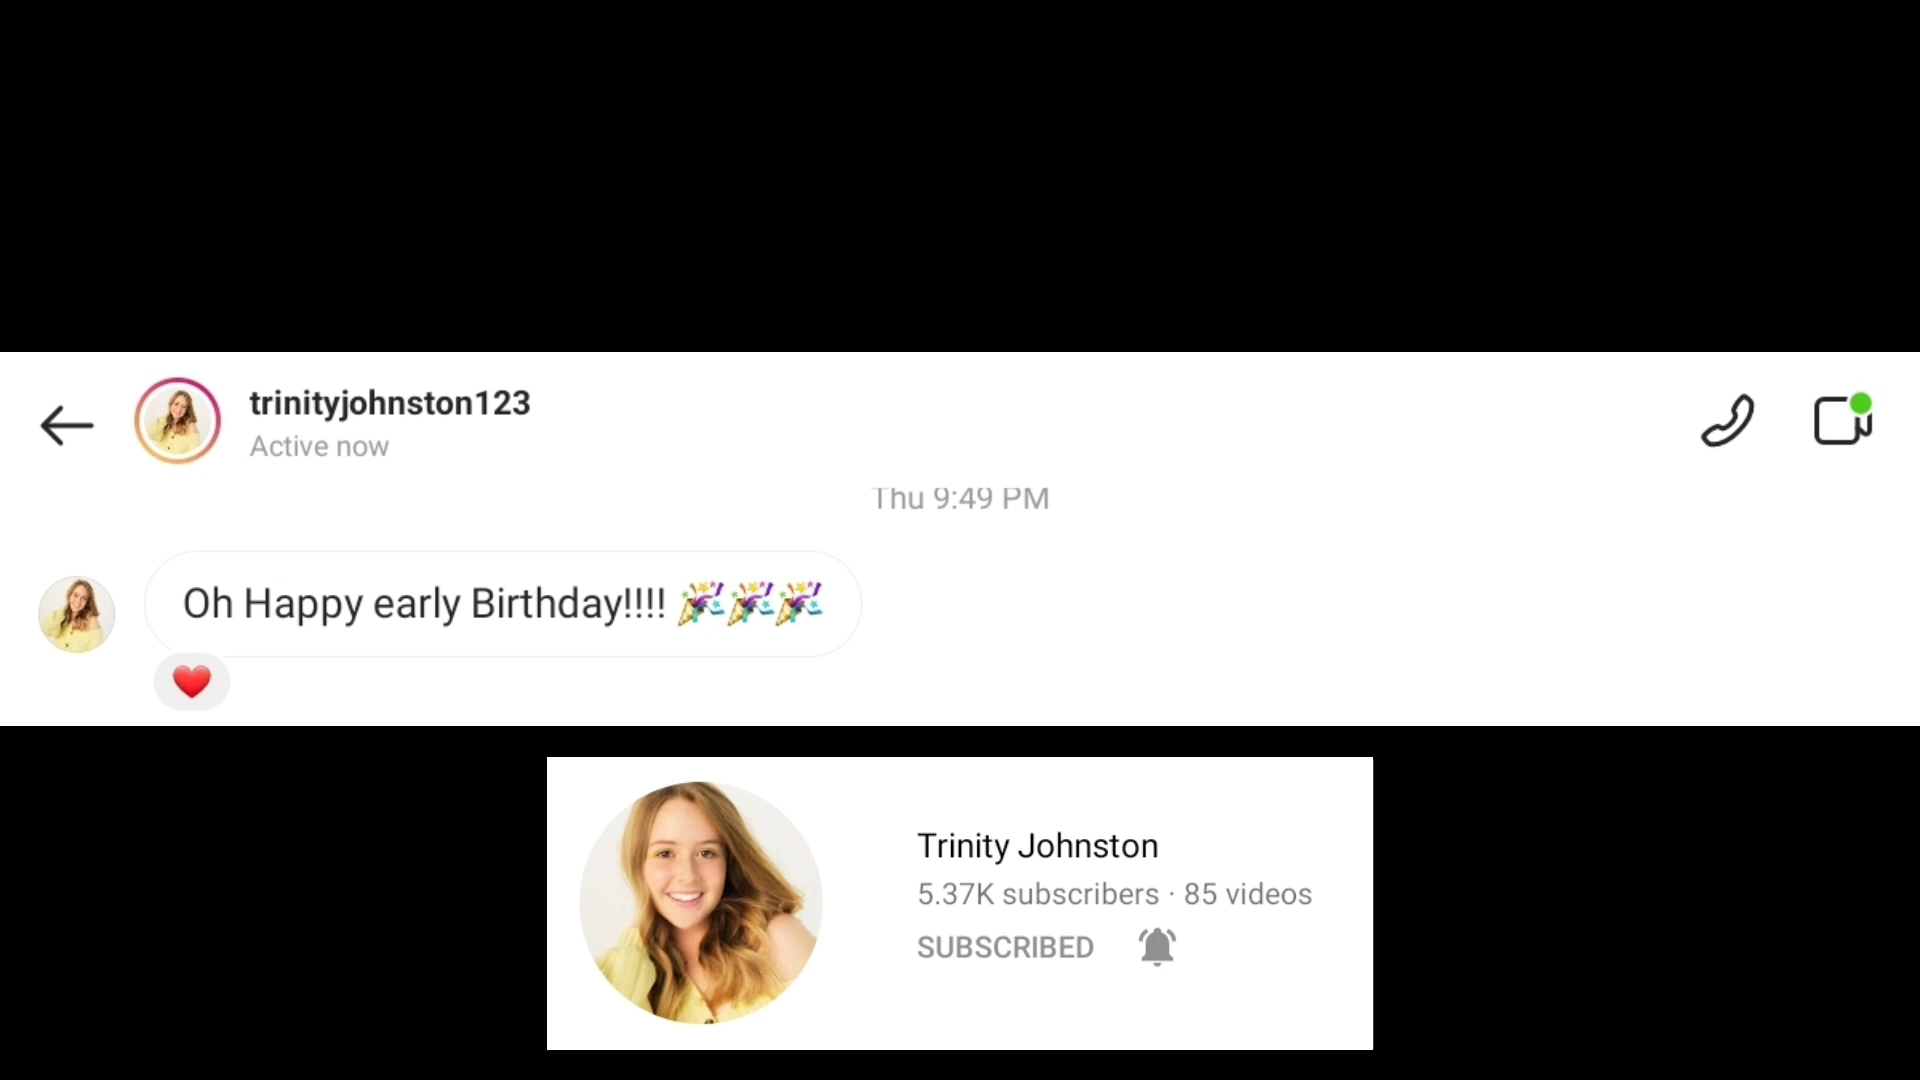 trinityjohnston123
Active now
Thu 9:49 PM
Oh Happy early Birthday!!!! 🎉🎉🎉
❤️
Trinity Johnston
5.37K subscribers · 85 videos
SUBSCRIBED